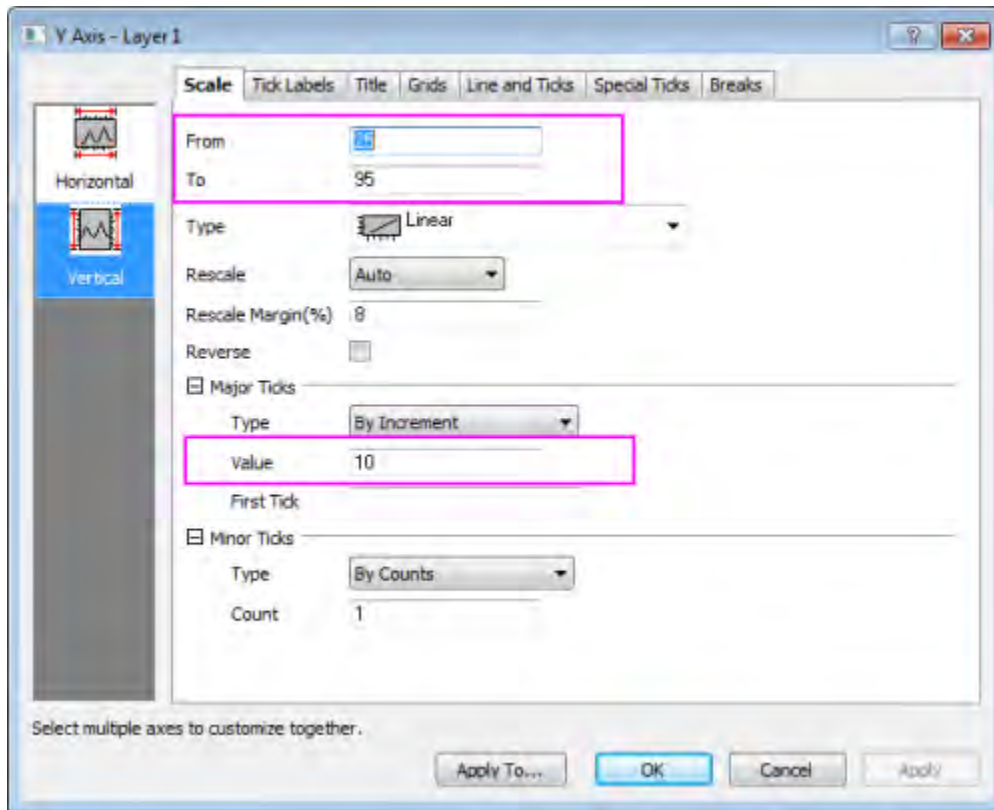 Y Axis - Layer 1
Scale Tick Labels Title Grids Line and Ticks Special Ticks Breaks
Horizontal
Vertical
From 25
To 95
Type Linear
Rescale Auto
Rescale Margin(%) 8
Reverse
Major Ticks
Type By Increment
Value 10
First Tick
Minor Ticks
Type By Counts
Count 1
Select multiple axes to customize together.
Apply To... OK Cancel Apply